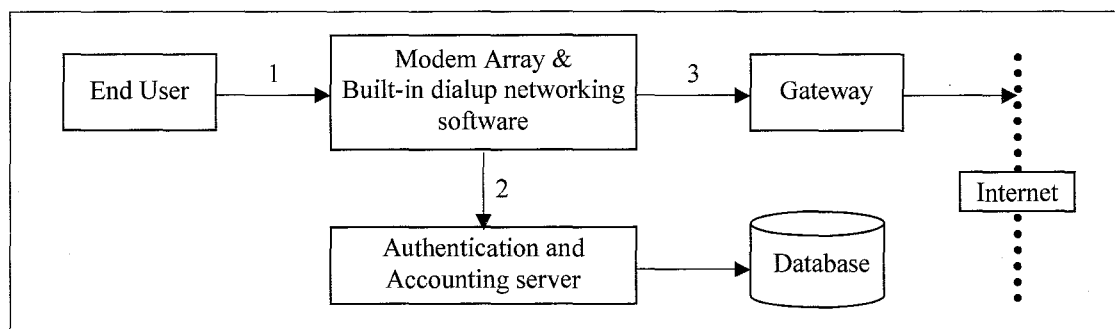 End User
1
Modem Array &
Built-in dialup networking
software
3
Gateway
2
Internet
Authentication and
Accounting server
Database